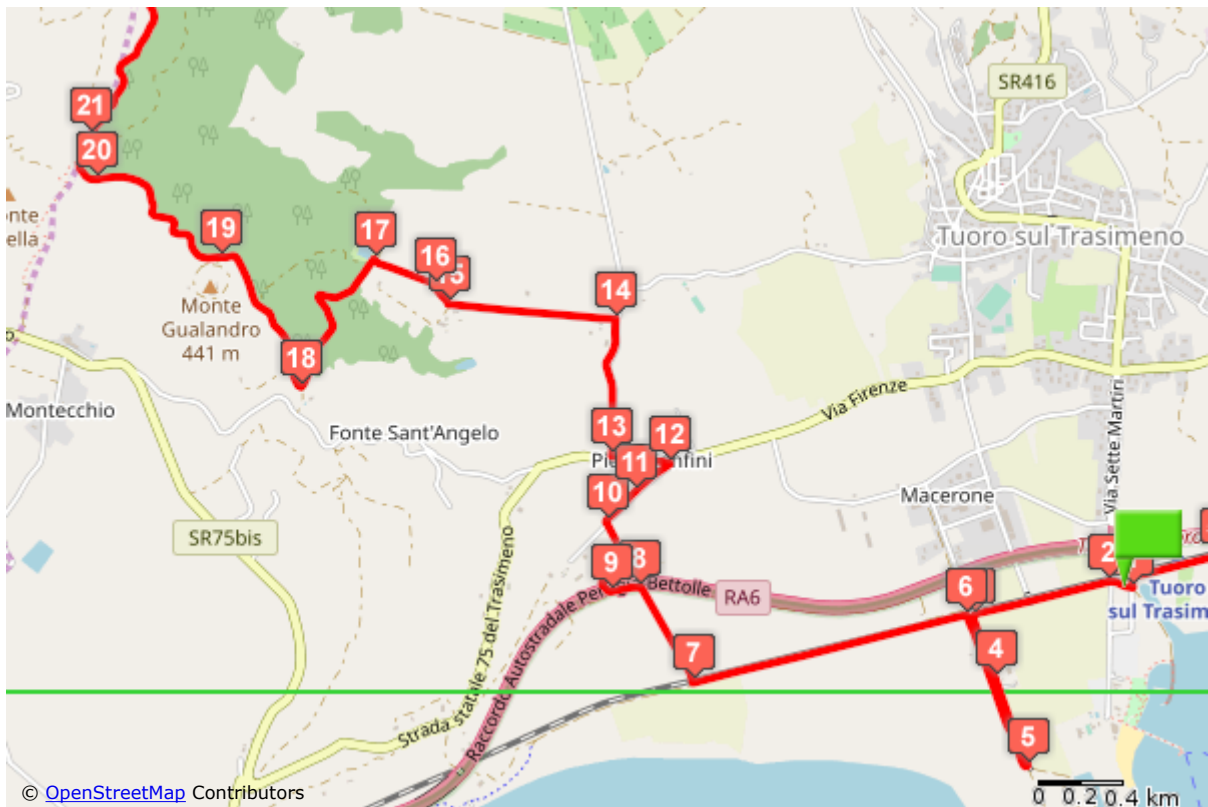 21
20
19
17
16
15
14
18
13
12
11
10
9
8
7
6
4
5
2
SR416
Tuoro sul Trasimeno
Monte
Gualandro
441 m
Montecchio
Fonte Sant'Angelo
Via Firenze
Via Sette Martiri
Macerone
SR75bis
RA6
Strada statale 75 del Trasimeno
Raccordo Autostradale
Bettolle
Tuoro
0 0.2 0.4 km
© OpenStreetMap Contributors